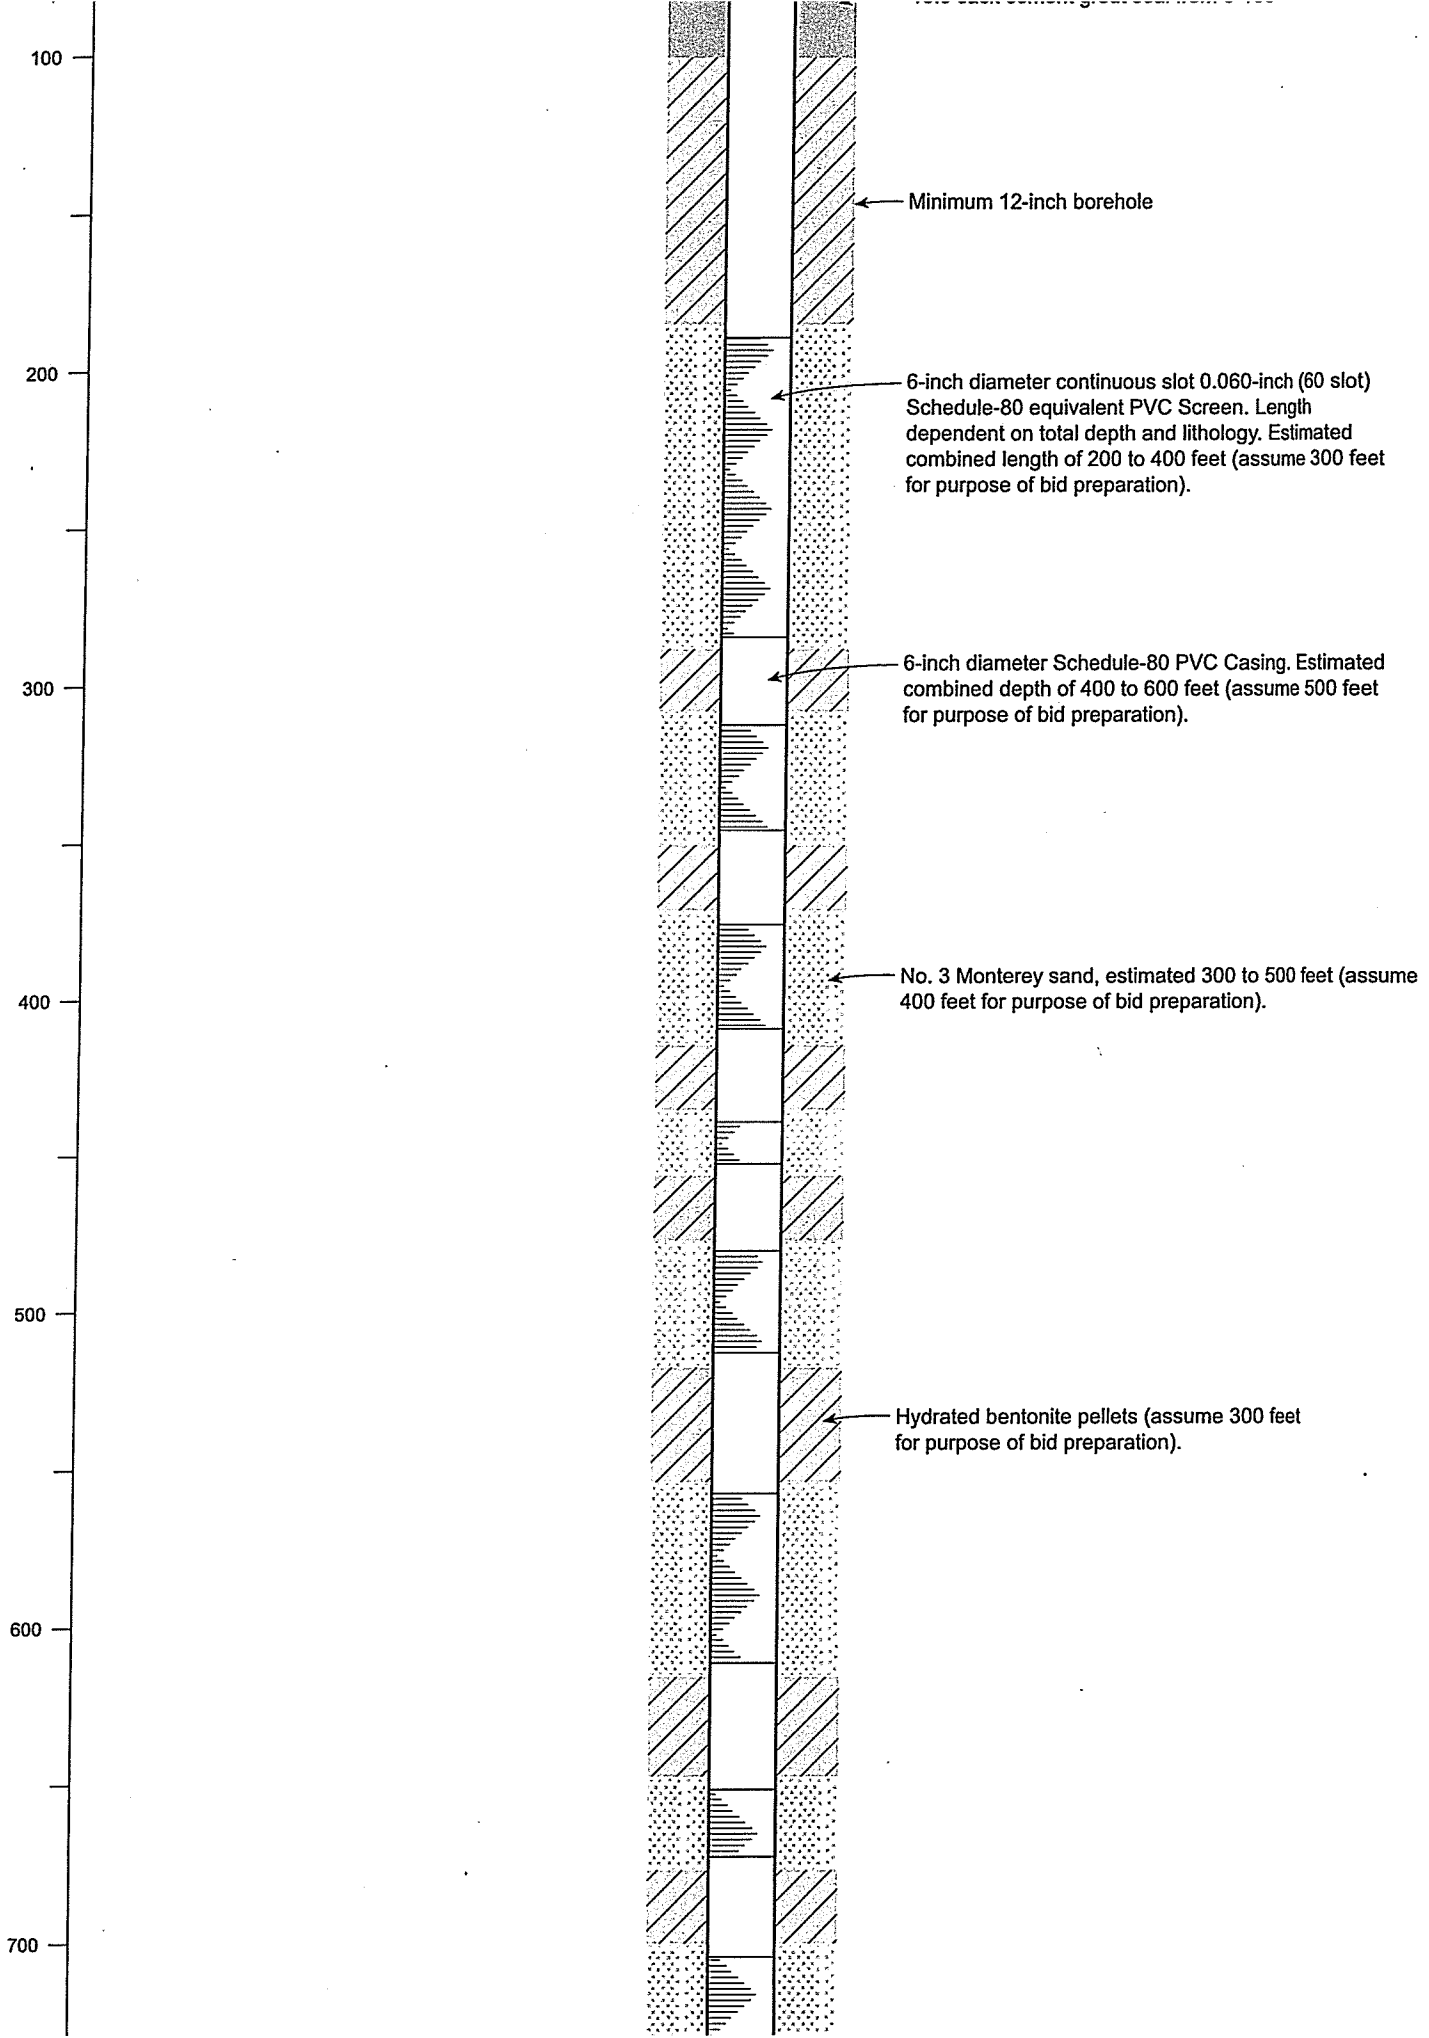 100
Minimum 12-inch borehole
200
6-inch diameter continuous slot 0.060-inch (60 slot)
Schedule-80 equivalent PVC Screen. Length
dependent on total depth and lithology. Estimated
combined length of 200 to 400 feet (assume 300 feet
for purpose of bid preparation).
300
6-inch diameter Schedule-80 PVC Casing. Estimated
combined depth of 400 to 600 feet (assume 500 feet
for purpose of bid preparation).
400
No. 3 Monterey sand, estimated 300 to 500 feet (assume
400 feet for purpose of bid preparation).
500
Hydrated bentonite pellets (assume 300 feet
for purpose of bid preparation).
600
700